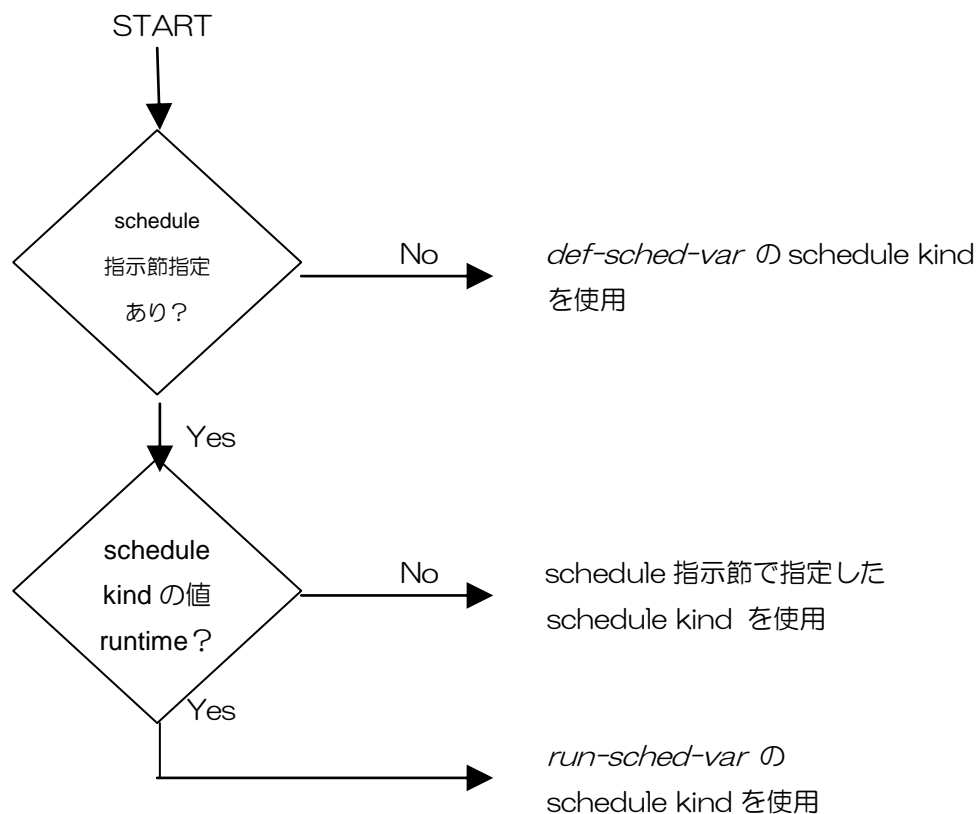 START
schedule
指示節指定
あり？
No
def-sched-var の schedule kind
を使用
Yes
schedule
kind の値
runtime？
No
schedule 指示節で指定した
schedule kind を使用
Yes
run-sched-var の
schedule kind を使用